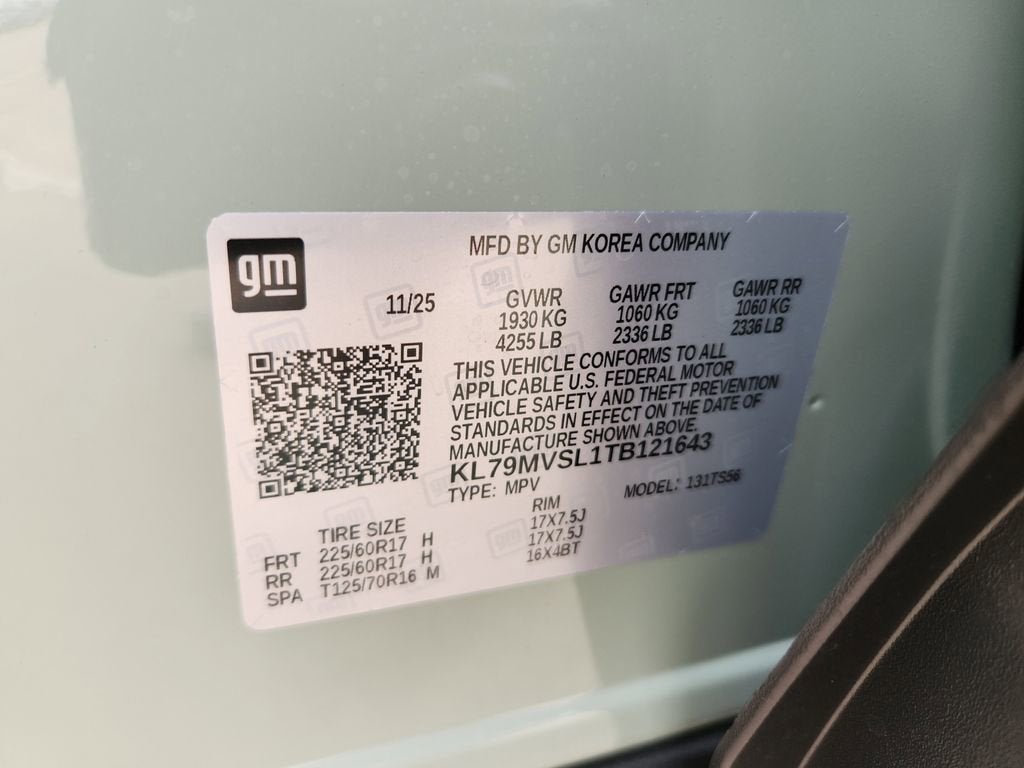 gm
MFD BY GM KOREA COMPANY
11/25
GVWR
1930 KG
4255 LB
GAWR FRT
1060 KG
2336 LB
GAWR RR
1060 KG
2336 LB
THIS VEHICLE CONFORMS TO ALL
APPLICABLE U.S. FEDERAL MOTOR
VEHICLE SAFETY AND THEFT PREVENTION
STANDARDS IN EFFECT ON THE DATE OF
MANUFACTURE SHOWN ABOVE.
KL79MVSL1TB121643
TYPE: MPV MODEL: 131TS56
TIRE SIZE RIM
FRT 225/60R17 H 17X7.5J
RR 225/60R17 H 17X7.5J
SPA T125/70R16 M 16X4BT